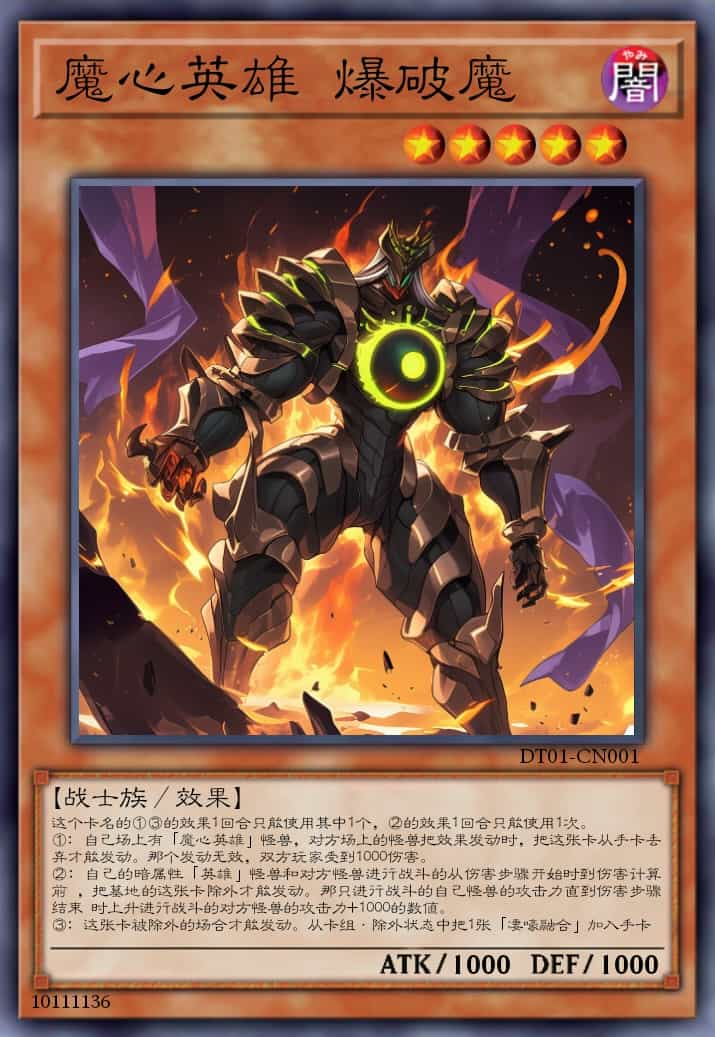 魔心英雄 爆破魔
やみ
闇
DT01-CN001
【战士族／效果】
这个卡名的①③的效果1回合只能使用其中1个，②的效果1回合只能使用1次。
①：自己场上有「魔心英雄」怪兽，对方场上的怪兽把效果发动时，把这张卡从手卡丢
弃才能发动。那个发动无效，双方玩家受到1000伤害。
②：自己的暗属性「英雄」怪兽和对方怪兽进行战斗的从伤害步骤开始时到伤害计算
前 ，把墓地的这张卡除外才能发动。那只进行战斗的自己怪兽的攻击力直到伤害步骤
结束 时上升进行战斗的对方怪兽的攻击力+1000的数值。
③：这张卡被除外的场合才能发动。从卡组·除外状态中把1张「凄嚎融合」加入手卡
ATK/1000 DEF/1000
10111136